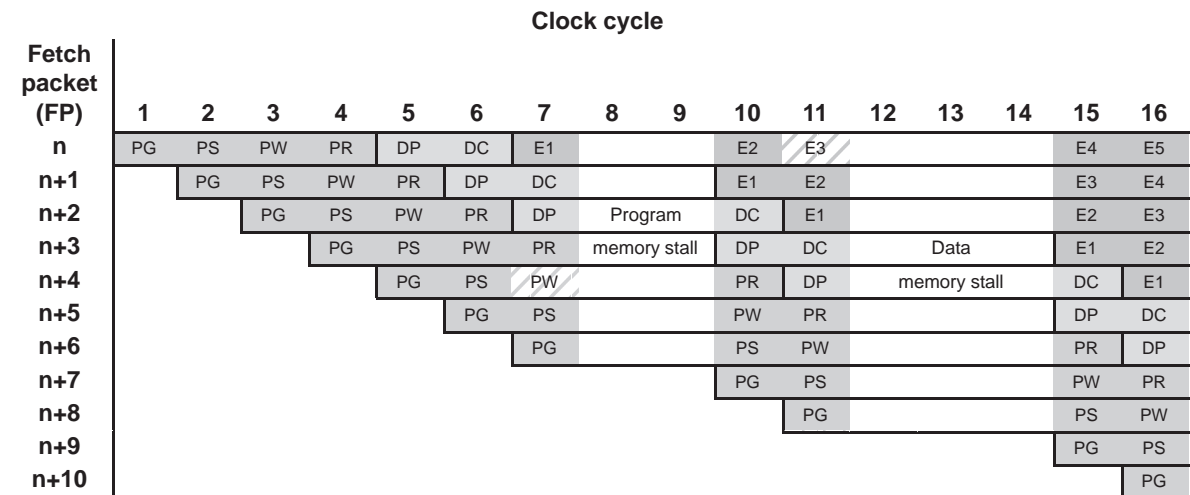 Clock cycle
Fetch
packet
(FP) 1 2 3 4 5 6 7 8 9 10 11 12 13 14 15 16
n PG PS PW PR DP DC E1 E2 E3 E4 E5
n+1 PG PS PW PR DP DC E1 E2 E3 E4
n+2 PG PS PW PR DP Program DC E1 E2 E3
n+3 PG PS PW PR memory stall DP DC Data E1 E2
n+4 PG PS PW PR DP memory stall DC E1
n+5 PG PS PW PR DP DC
n+6 PG PS PW PR DP
n+7 PG PS PW PR
n+8 PG PS PW
n+9 PG PS
n+10 PG